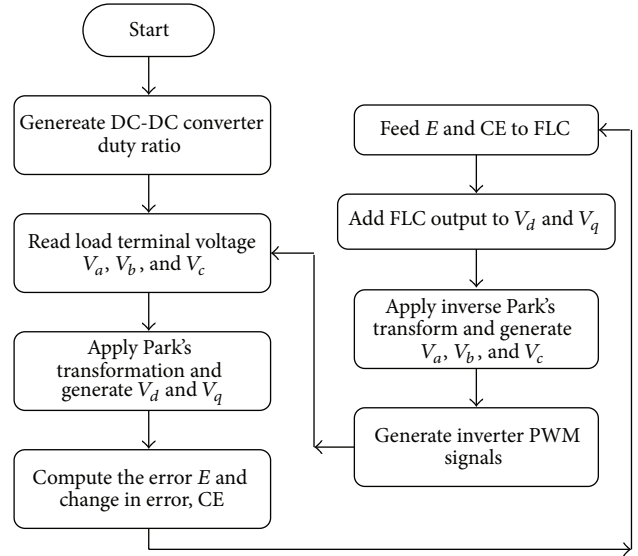 Start
Genereate DC-DC converter
duty ratio
Read load terminal voltage
Va, Vb, and Vc
Apply Park's
transformation and
generate Vd and Vq
Compute the error E and
change in error, CE
Feed E and CE to FLC
Add FLC output to Vd and Vq
Apply inverse Park's
transform and generate
Va, Vb, and Vc
Generate inverter PWM
signals